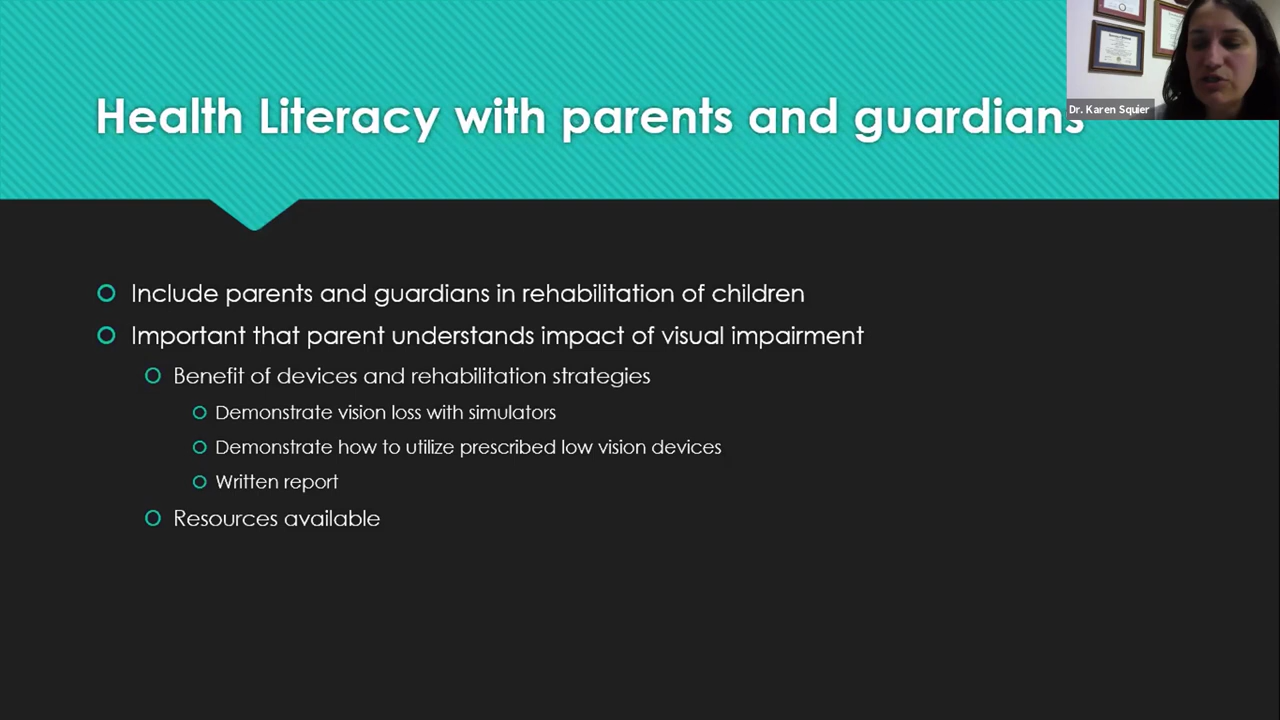 Health Literacy with parents and guardians
Dr. Karen Squier
Include parents and guardians in rehabilitation of children
Important that parent understands impact of visual impairment
Benefit of devices and rehabilitation strategies
Demonstrate vision loss with simulators
Demonstrate how to utilize prescribed low vision devices
Written report
Resources available